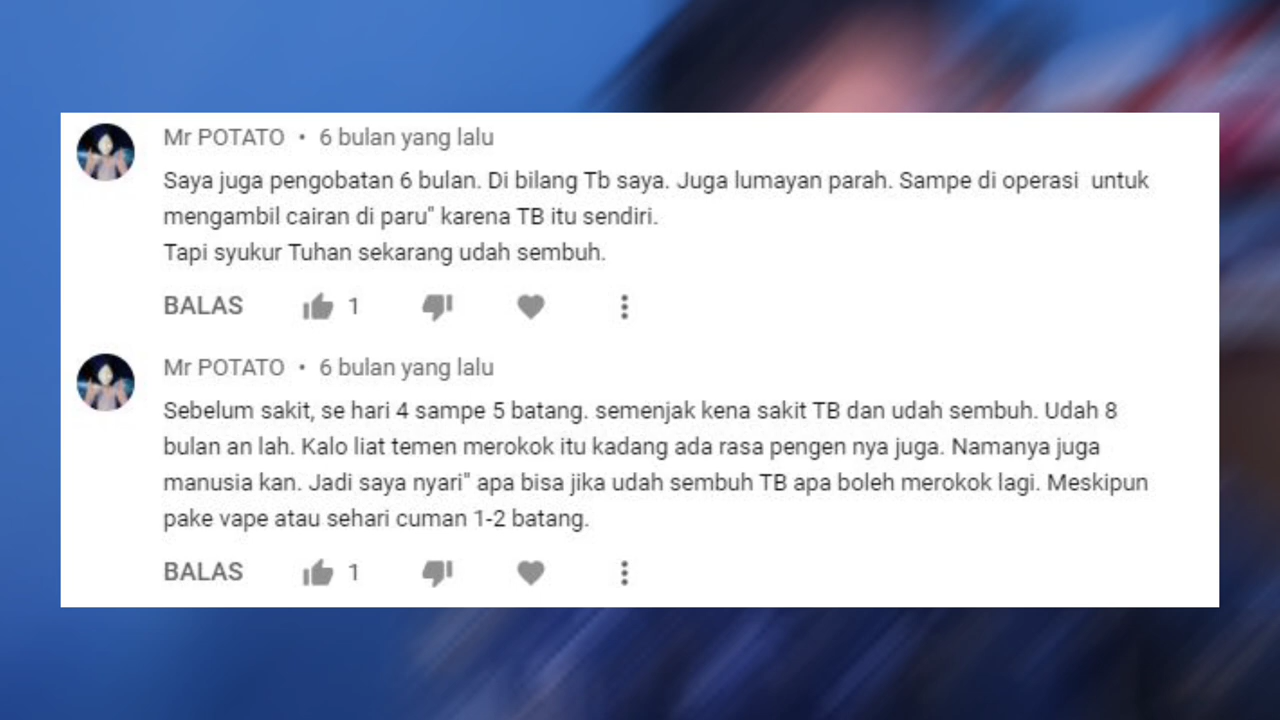 Mr POTATO • 6 bulan yang lalu
Saya juga pengobatan 6 bulan. Di bilang Tb saya. Juga lumayan parah. Sampe di operasi  untuk
mengambil cairan di paru" karena TB itu sendiri.
Tapi syukur Tuhan sekarang udah sembuh.
BALAS 1
Mr POTATO • 6 bulan yang lalu
Sebelum sakit, se hari 4 sampe 5 batang. semenjak kena sakit TB dan udah sembuh. Udah 8
bulan an lah. Kalo liat temen merokok itu kadang ada rasa pengen nya juga. Namanya juga
manusia kan. Jadi saya nyari" apa bisa jika udah sembuh TB apa boleh merokok lagi. Meskipun
pake vape atau sehari cuman 1-2 batang.
BALAS 1